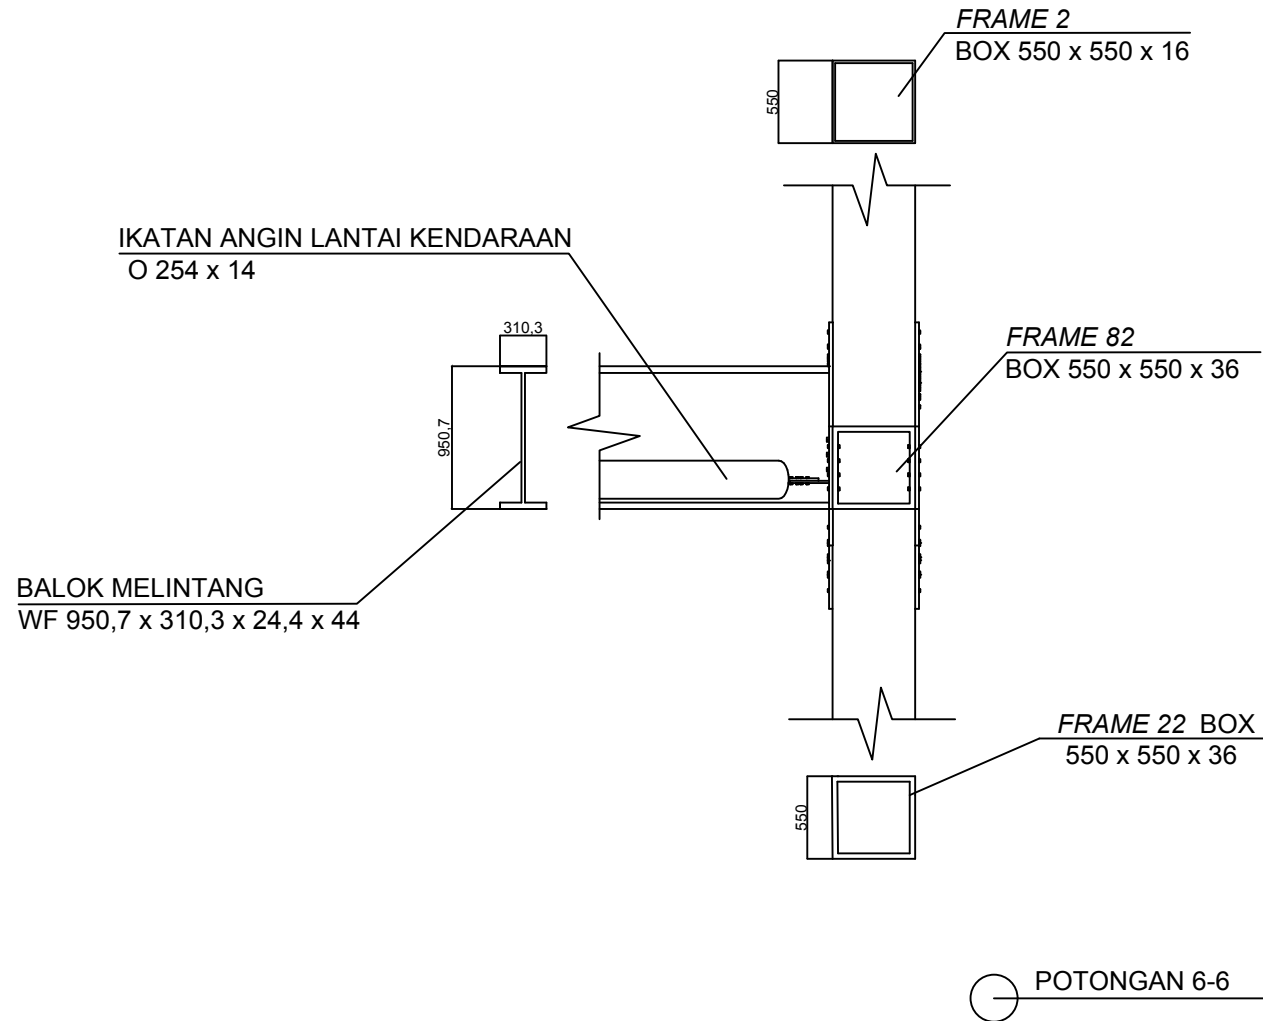 FRAME 2
BOX 550 x 550 x 16
550
IKATAN ANGIN LANTAI KENDARAAN
O 254 x 14
310,3
FRAME 82
BOX 550 x 550 x 36
950,7
BALOK MELINTANG
WF 950,7 x 310,3 x 24,4 x 44
FRAME 22 BOX
550 x 550 x 36
550
POTONGAN 6-6